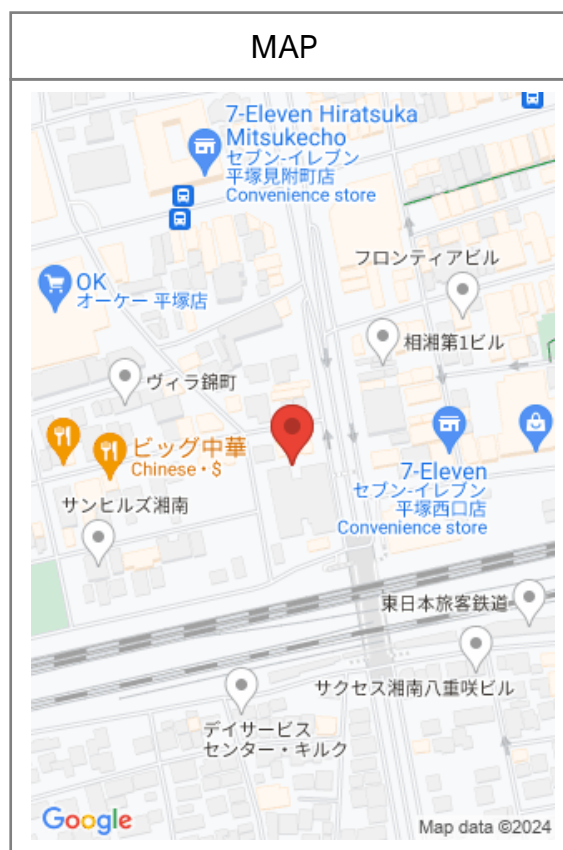 MAP
7-Eleven Hiratsuka
Mitsukecho
セブン-イレブン
平塚見附町店
Convenience store
フロンティアビル
OK
オーケー 平塚店
相湘第1ビル
ヴィラ錦町
ビッグ中華
Chinese・$
7-Eleven
セブン-イレブン
平塚西口店
Convenience store
サンヒルズ湘南
東日本旅客鉄道
サクセス湘南八重咲ビル
デイサービス
センター・キルク
Google
Map data ©2024